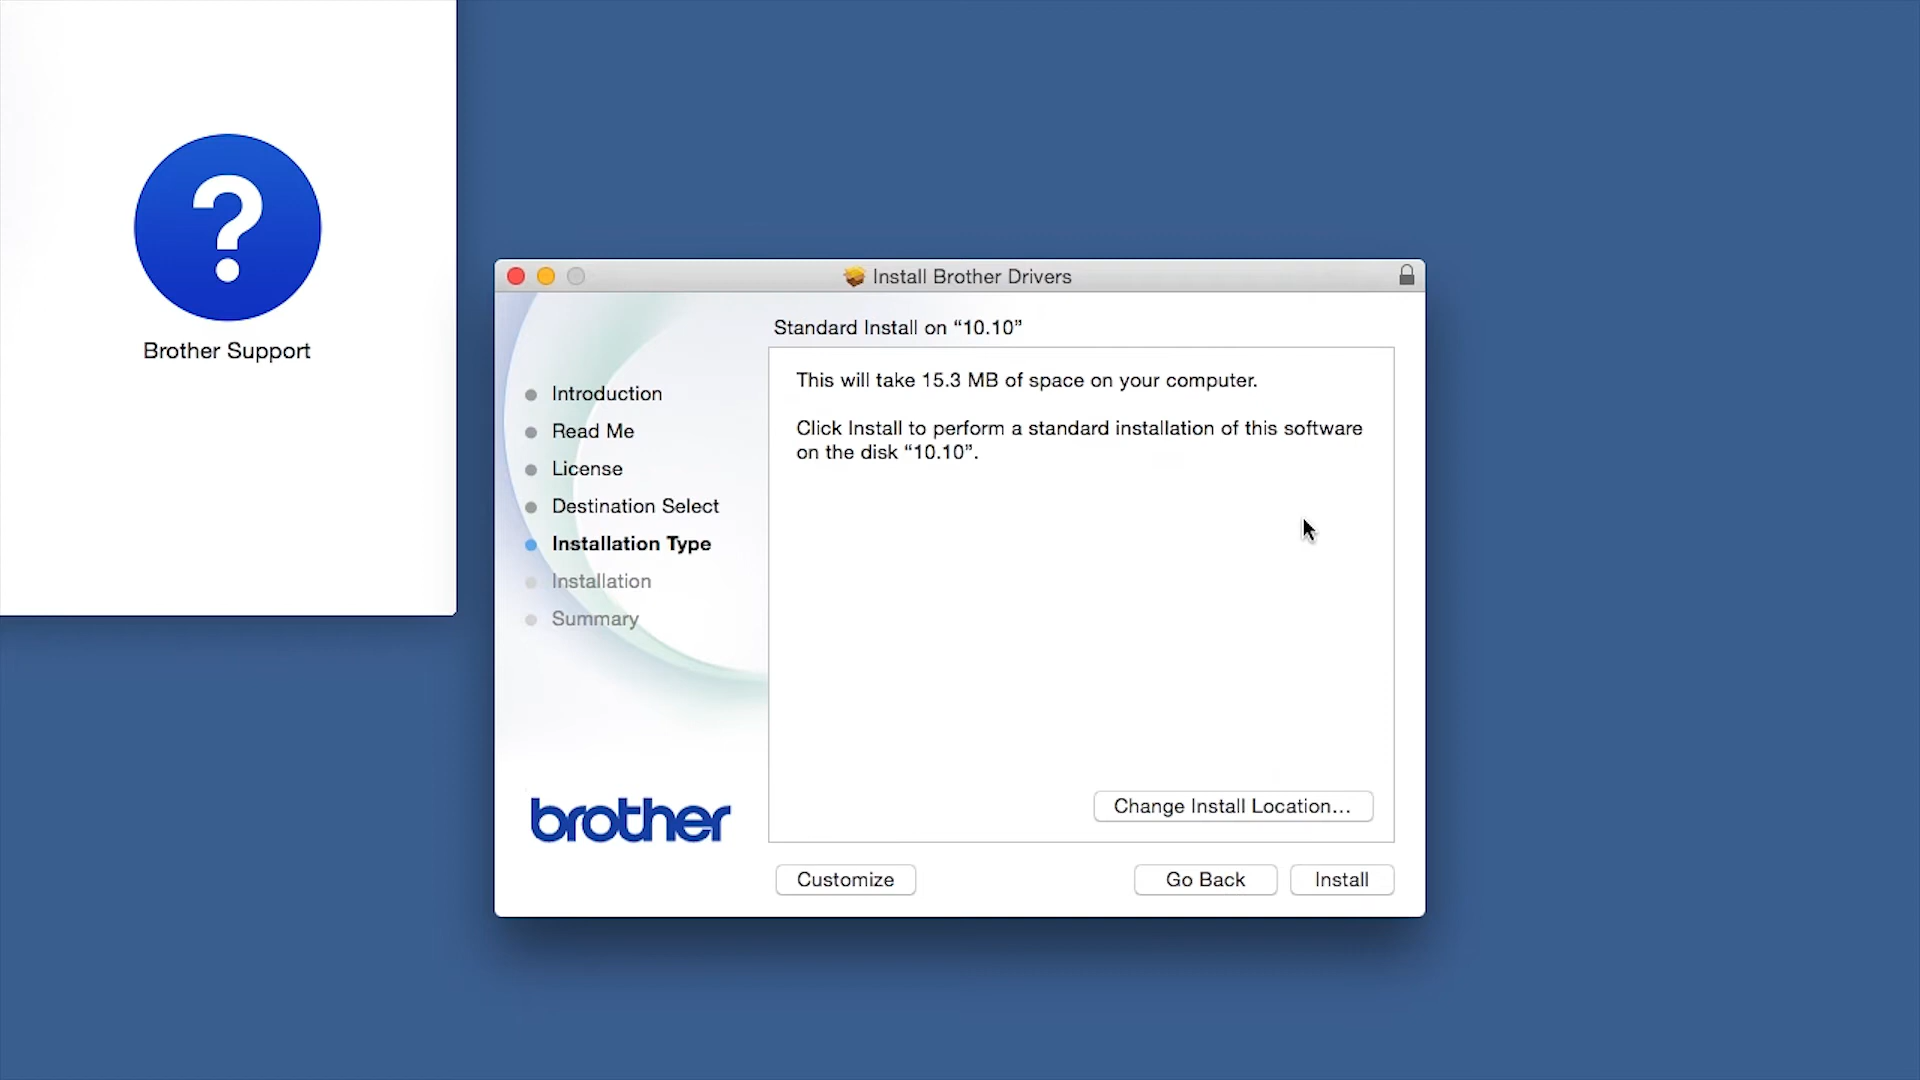 ?
Brother Support
Install Brother Drivers
Standard Install on “10.10”
Introduction
Read Me
License
Destination Select
Installation Type
Installation
Summary
This will take 15.3 MB of space on your computer.
Click Install to perform a standard installation of this software
on the disk “10.10”.
Change Install Location...
brother
Customize
Go Back
Install